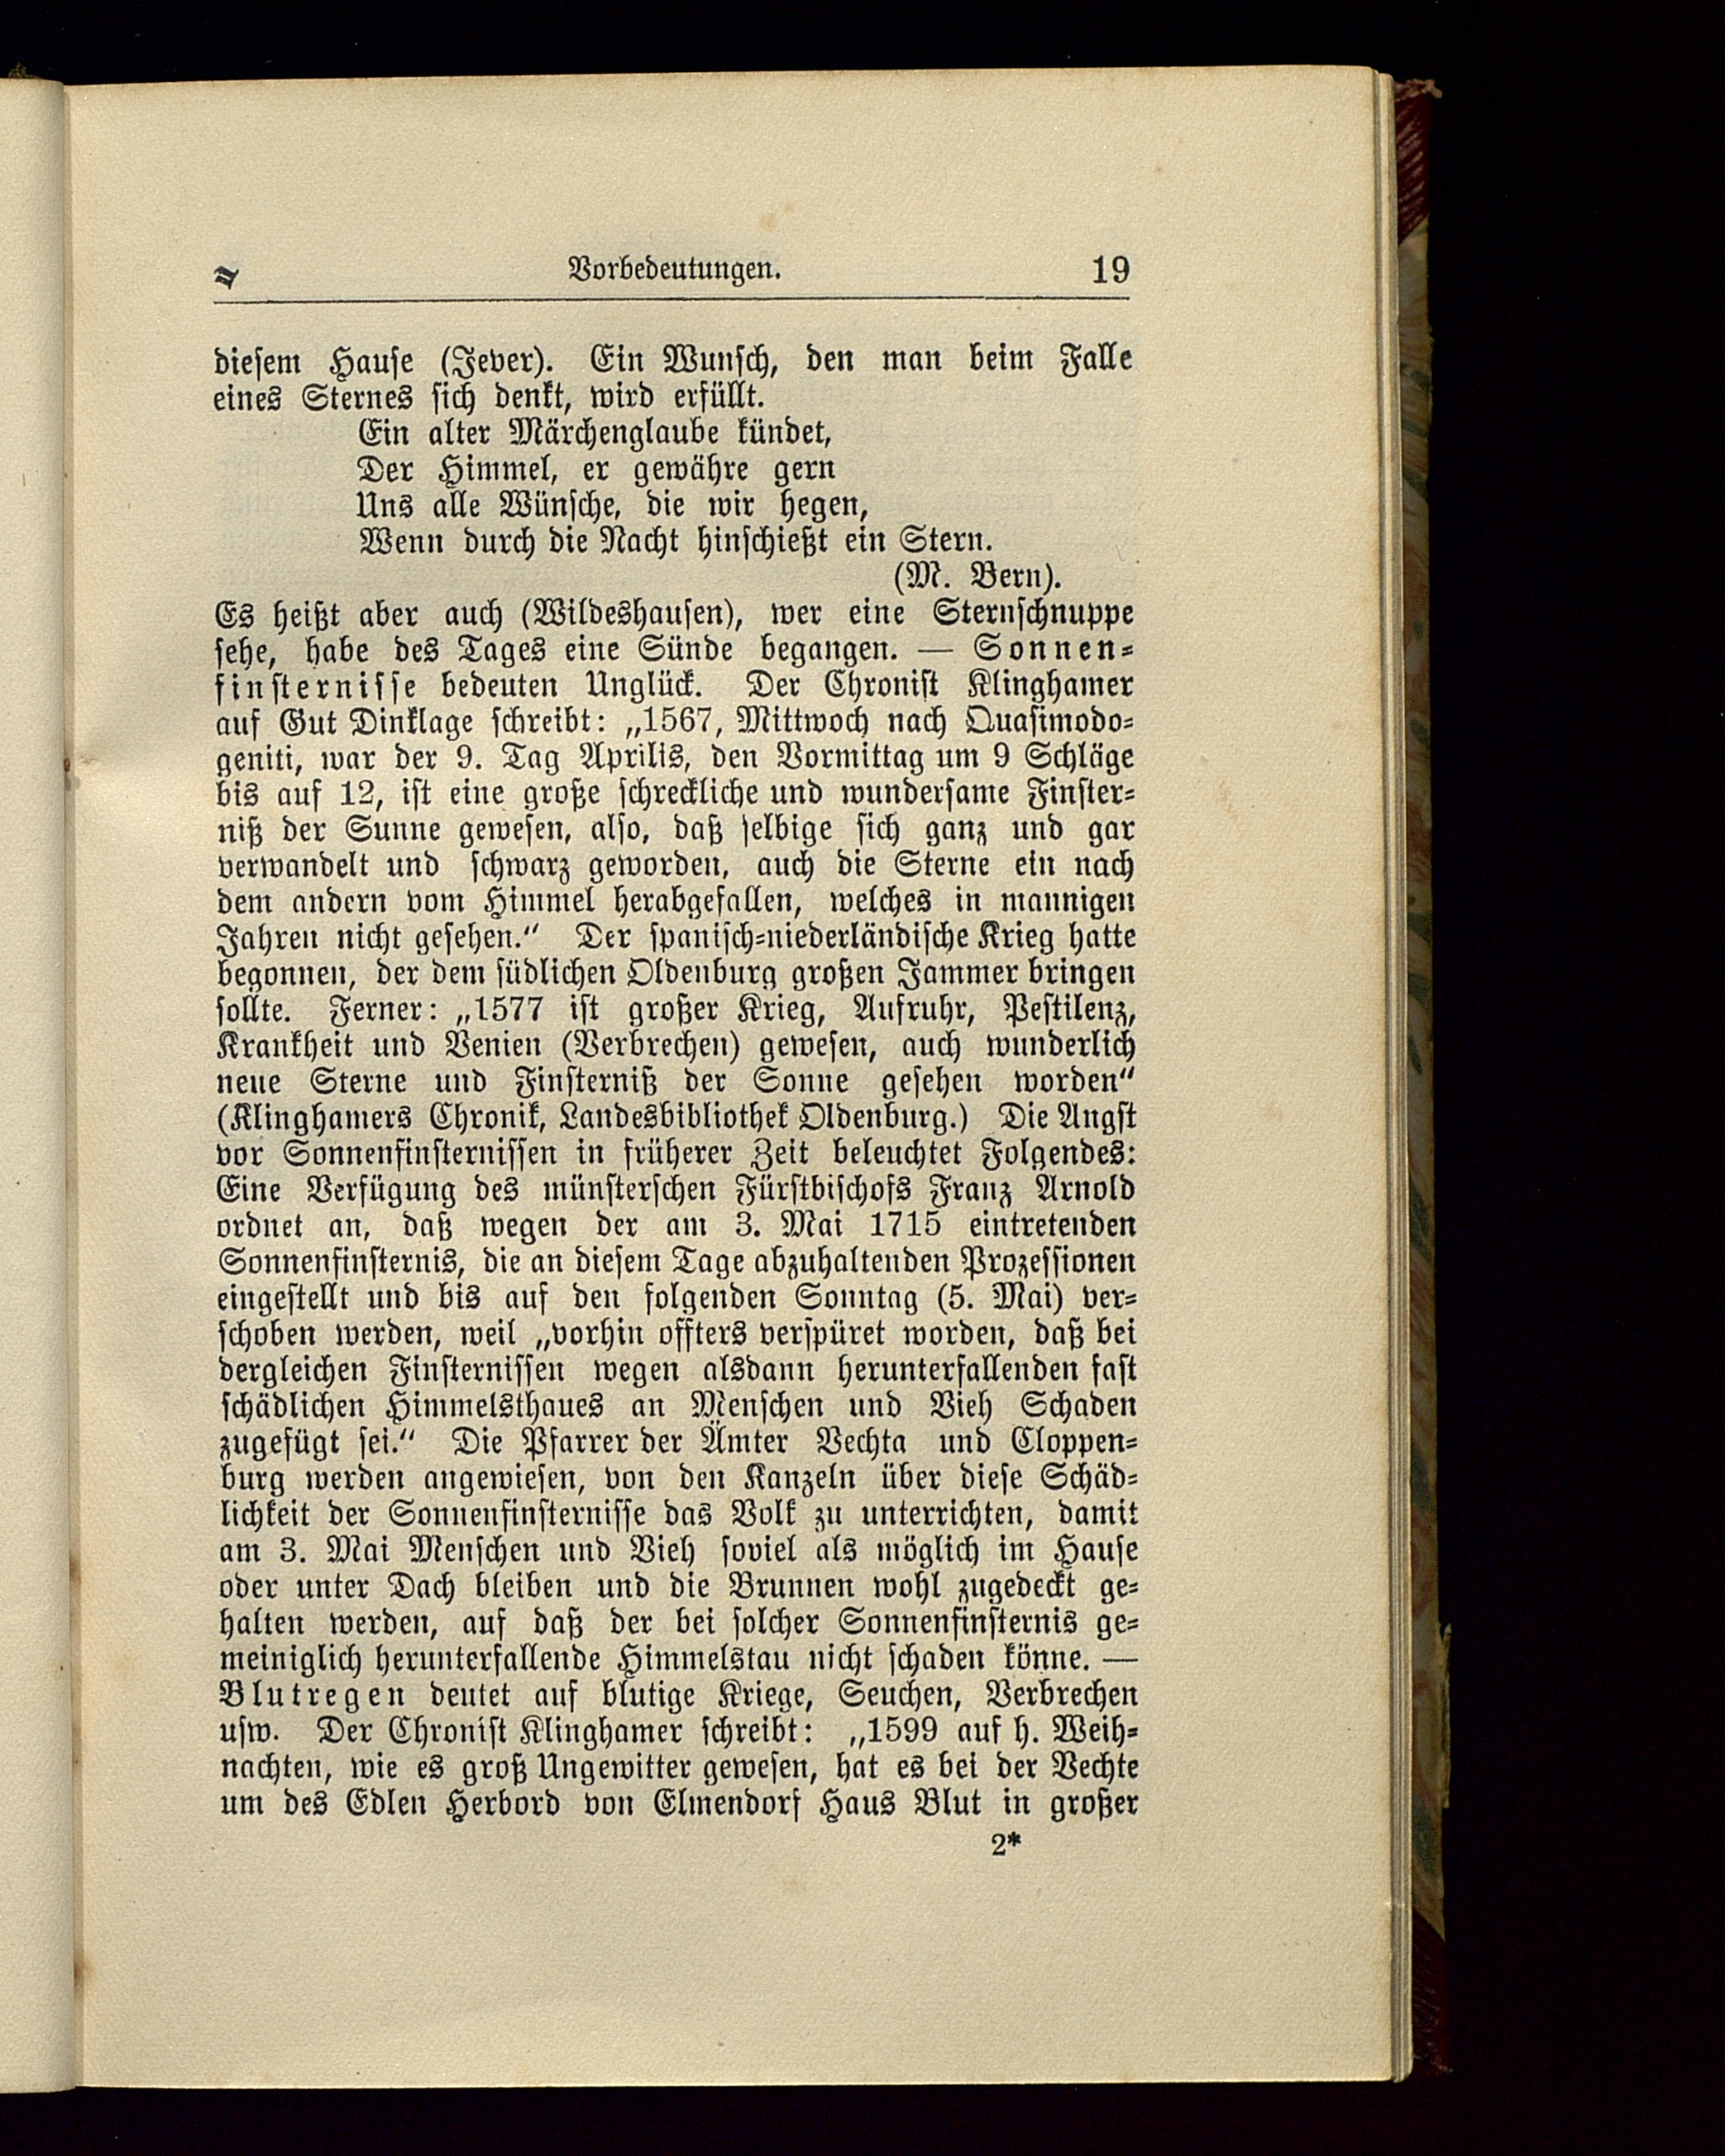 Vorbedeutungen. 19
diesem Hause (Jever). Ein Wunsch, den man beim Falle
eines Sternes sich denkt, wird erfüllt.
Ein alter Märchenglaube kündet,
Der Himmel, er gewähre gern
Uns alle Wünsche, die wir hegen,
Wenn durch die Nacht hinschießt ein Stern.
(M. Bern).
Es heißt aber auch (Wildeshausen), wer eine Sternschnuppe
sehe, habe des Tages eine Sünde begangen. — Sonnen-
finsternisse bedeuten Unglück. Der Chronist Klinghamer
auf Gut Dinklage schreibt: „1567, Mittwoch nach Quasimodo-
geniti, war der 9. Tag Aprilis, den Vormittag um 9 Schläge
bis auf 12, ist eine große schreckliche und wundersame Finster-
niß der Sunne gewesen, also, daß selbige sich ganz und gar
verwandelt und schwarz geworden, auch die Sterne ein nach
dem andern vom Himmel herabgefallen, welches in mannigen
Jahren nicht gesehen.“ Der spanisch-niederländische Krieg hatte
begonnen, der dem südlichen Oldenburg großen Jammer bringen
sollte. Ferner: „1577 ist großer Krieg, Aufruhr, Pestilenz,
Krankheit und Venien (Verbrechen) gewesen, auch wunderlich
neue Sterne und Finsterniß der Sonne gesehen worden“
(Klinghamers Chronik, Landesbibliothek Oldenburg.) Die Angst
vor Sonnenfinsternissen in früherer Zeit beleuchtet Folgendes:
Eine Verfügung des münsterschen Fürstbischofs Franz Arnold
ordnet an, daß wegen der am 3. Mai 1715 eintretenden
Sonnenfinsternis, die an diesem Tage abzuhaltenden Prozessionen
eingestellt und bis auf den folgenden Sonntag (5. Mai) ver-
schoben werden, weil „vorhin offters verspüret worden, daß bei
dergleichen Finsternissen wegen alsdann herunterfallenden fast
schädlichen Himmelsthaues an Menschen und Vieh Schaden
zugefügt sei.“ Die Pfarrer der Ämter Vechta und Cloppen-
burg werden angewiesen, von den Kanzeln über diese Schäd-
lichkeit der Sonnenfinsternisse das Volk zu unterrichten, damit
am 3. Mai Menschen und Vieh soviel als möglich im Hause
oder unter Dach bleiben und die Brunnen wohl zugedeckt ge-
halten werden, auf daß der bei solcher Sonnenfinsternis ge-
meiniglich herunterfallende Himmelstau nicht schaden könne. —
Blutregen deutet auf blutige Kriege, Seuchen, Verbrechen
usw. Der Chronist Klinghamer schreibt: „1599 auf h. Weih-
nachten, wie es groß Ungewitter gewesen, hat es bei der Vechte
um des Edlen Herbord von Elmendorf Haus Blut in großer
2*